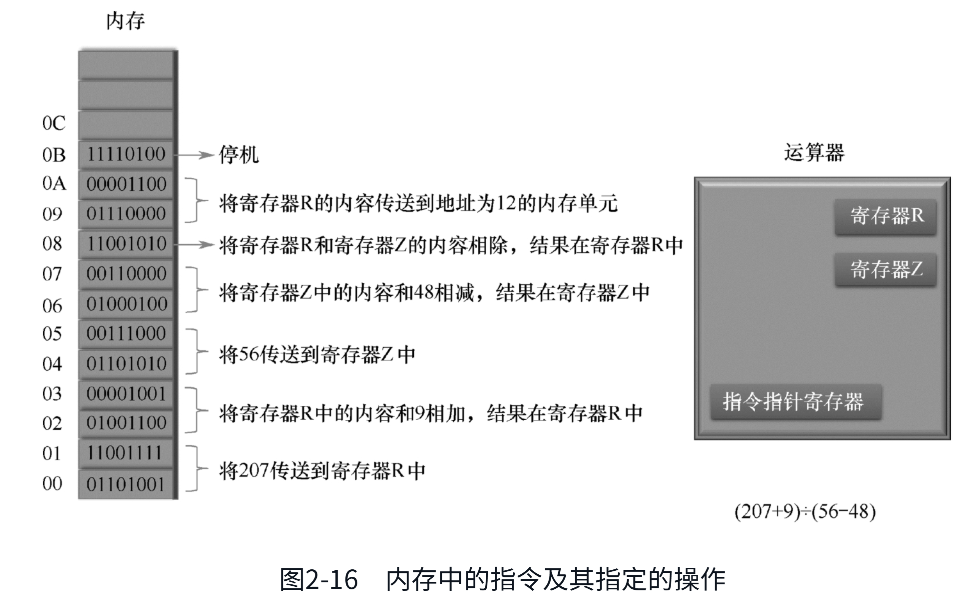 内存
0C
0B 11110100 停机
0A 00001100
09 01110000
将寄存器R的内容传送到地址为12的内存单元
08 11001010 将寄存器R和寄存器Z的内容相除，结果在寄存器R中
07 00110000
06 01000100
将寄存器Z中的内容和48相减，结果在寄存器Z中
05 00111000
04 01101010
将56传送到寄存器Z中
03 00001001
02 01001100
将寄存器R中的内容和9相加，结果在寄存器R中
01 11001111
00 01101001
将207传送到寄存器R中
运算器
寄存器R
寄存器Z
指令指针寄存器
(207+9)÷(56−48)
图2-16 内存中的指令及其指定的操作